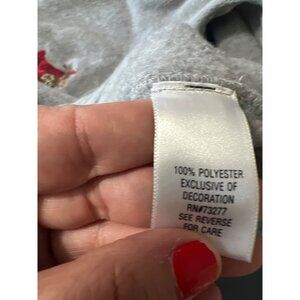 100% POLYESTER
EXCLUSIVE OF
DECORATION
RN#73277
SEE REVERSE
FOR CARE